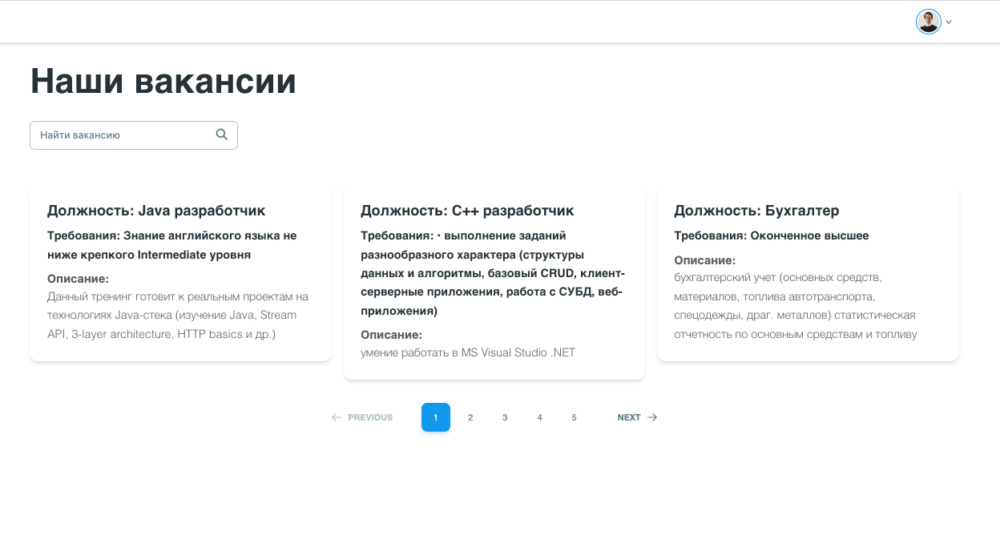 Наши вакансии
Найти вакансию
Должность: Java разработчик
Требования: Знание английского языка не
ниже крепкого Intermediate уровня
Описание:
Данный тренинг готовит к реальным проектам на
технологиях Java-стека (изучение Java, Stream
API, 3-layer architecture, HTTP basics и др.)
Должность: C++ разработчик
Требования: · выполнение заданий
разнообразного характера (структуры
данных и алгоритмы, базовый CRUD, клиент-
серверные приложения, работа с СУБД, веб-
приложения)
Описание:
умение работать в MS Visual Studio .NET
Должность: Бухгалтер
Требования: Оконченное высшее
Описание:
бухгалтерский учет (основных средств,
материалов, топлива автотранспорта,
спецодежды, драг. металлов) статистическая
отчетность по основным средствам и топливу
PREVIOUS 1 2 3 4 5 NEXT